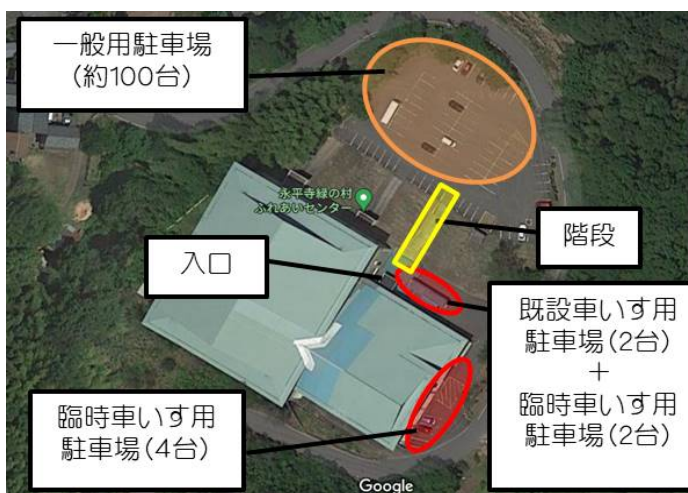 一般用駐車場
(約100台)
永平寺緑の村
ふれあいセンター
階段
入口
既設車いす用
駐車場(2台)
＋
臨時車いす用
駐車場(2台)
臨時車いす用
駐車場(4台)
Google